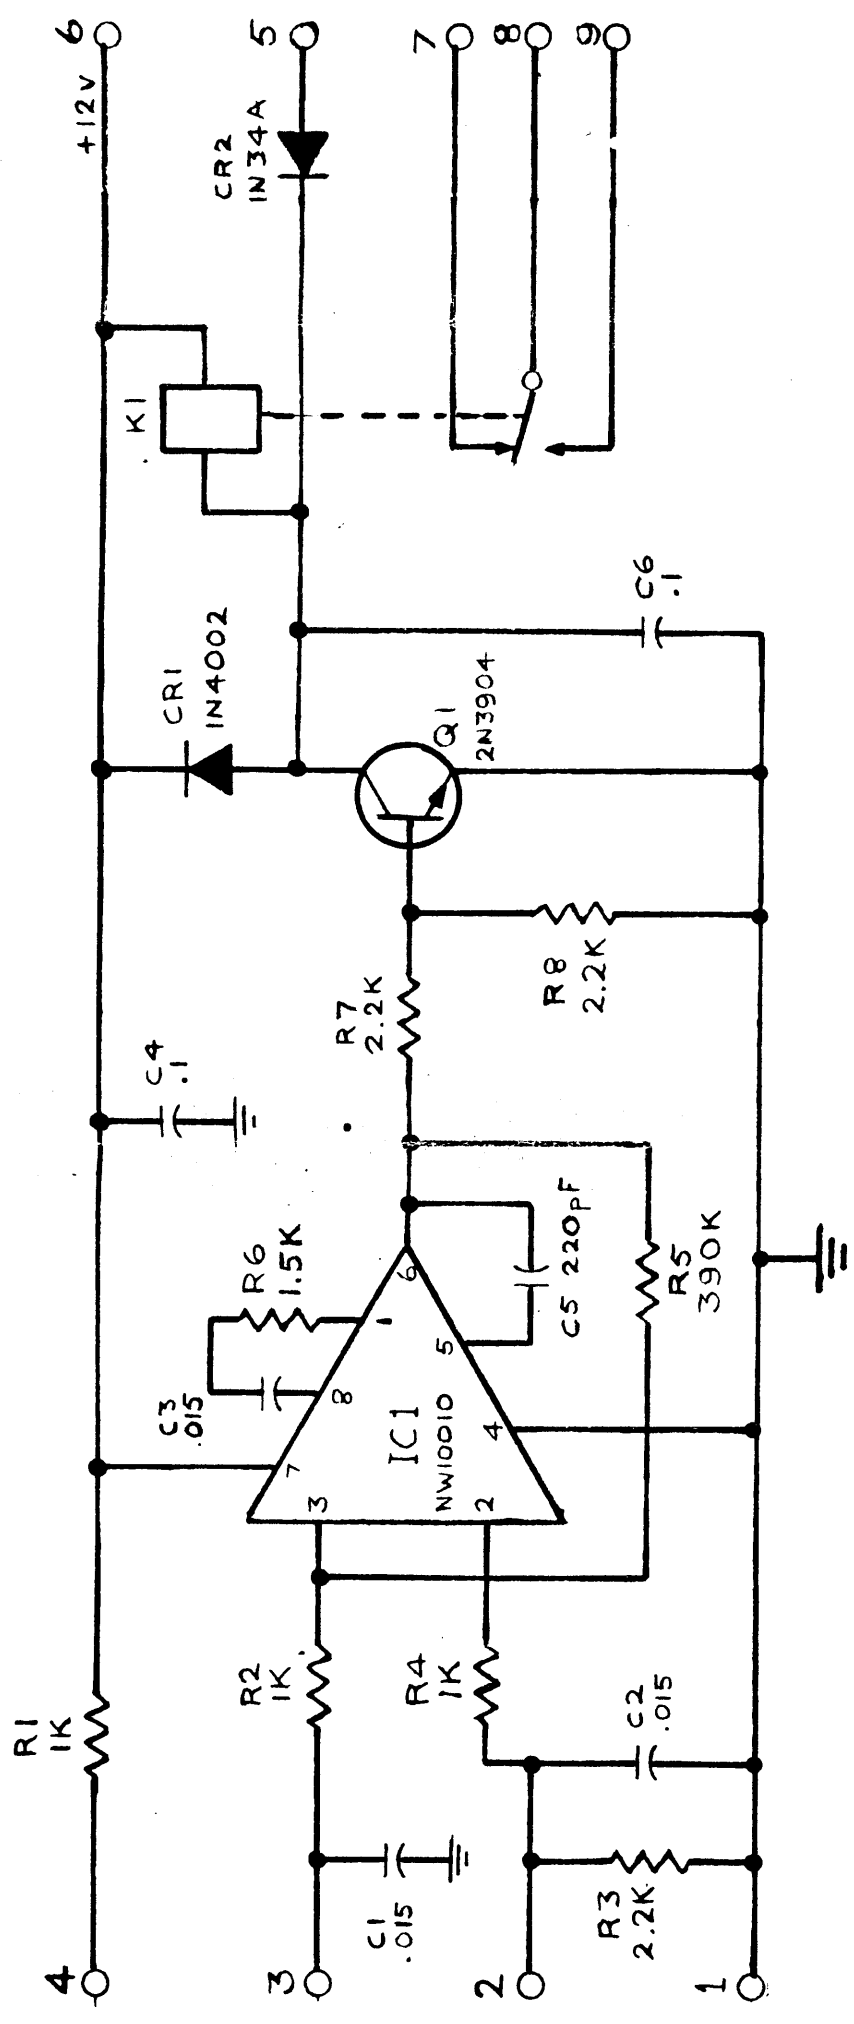 4
3
2
1
R1
1K
C1
.015
R3
2.2K
R2
1K
R4
1K
C2
.015
3
2
7
8
1
4
5
6
IC1
NW10010
C3
.015
R6
1.5K
C5 220pF
R5
390K
C4
.1
R7
2.2K
R8
2.2K
CR1
1N4002
Q1
2N3904
C6
.1
K1
CR2
1N34A
+12V
6
5
7
8
9